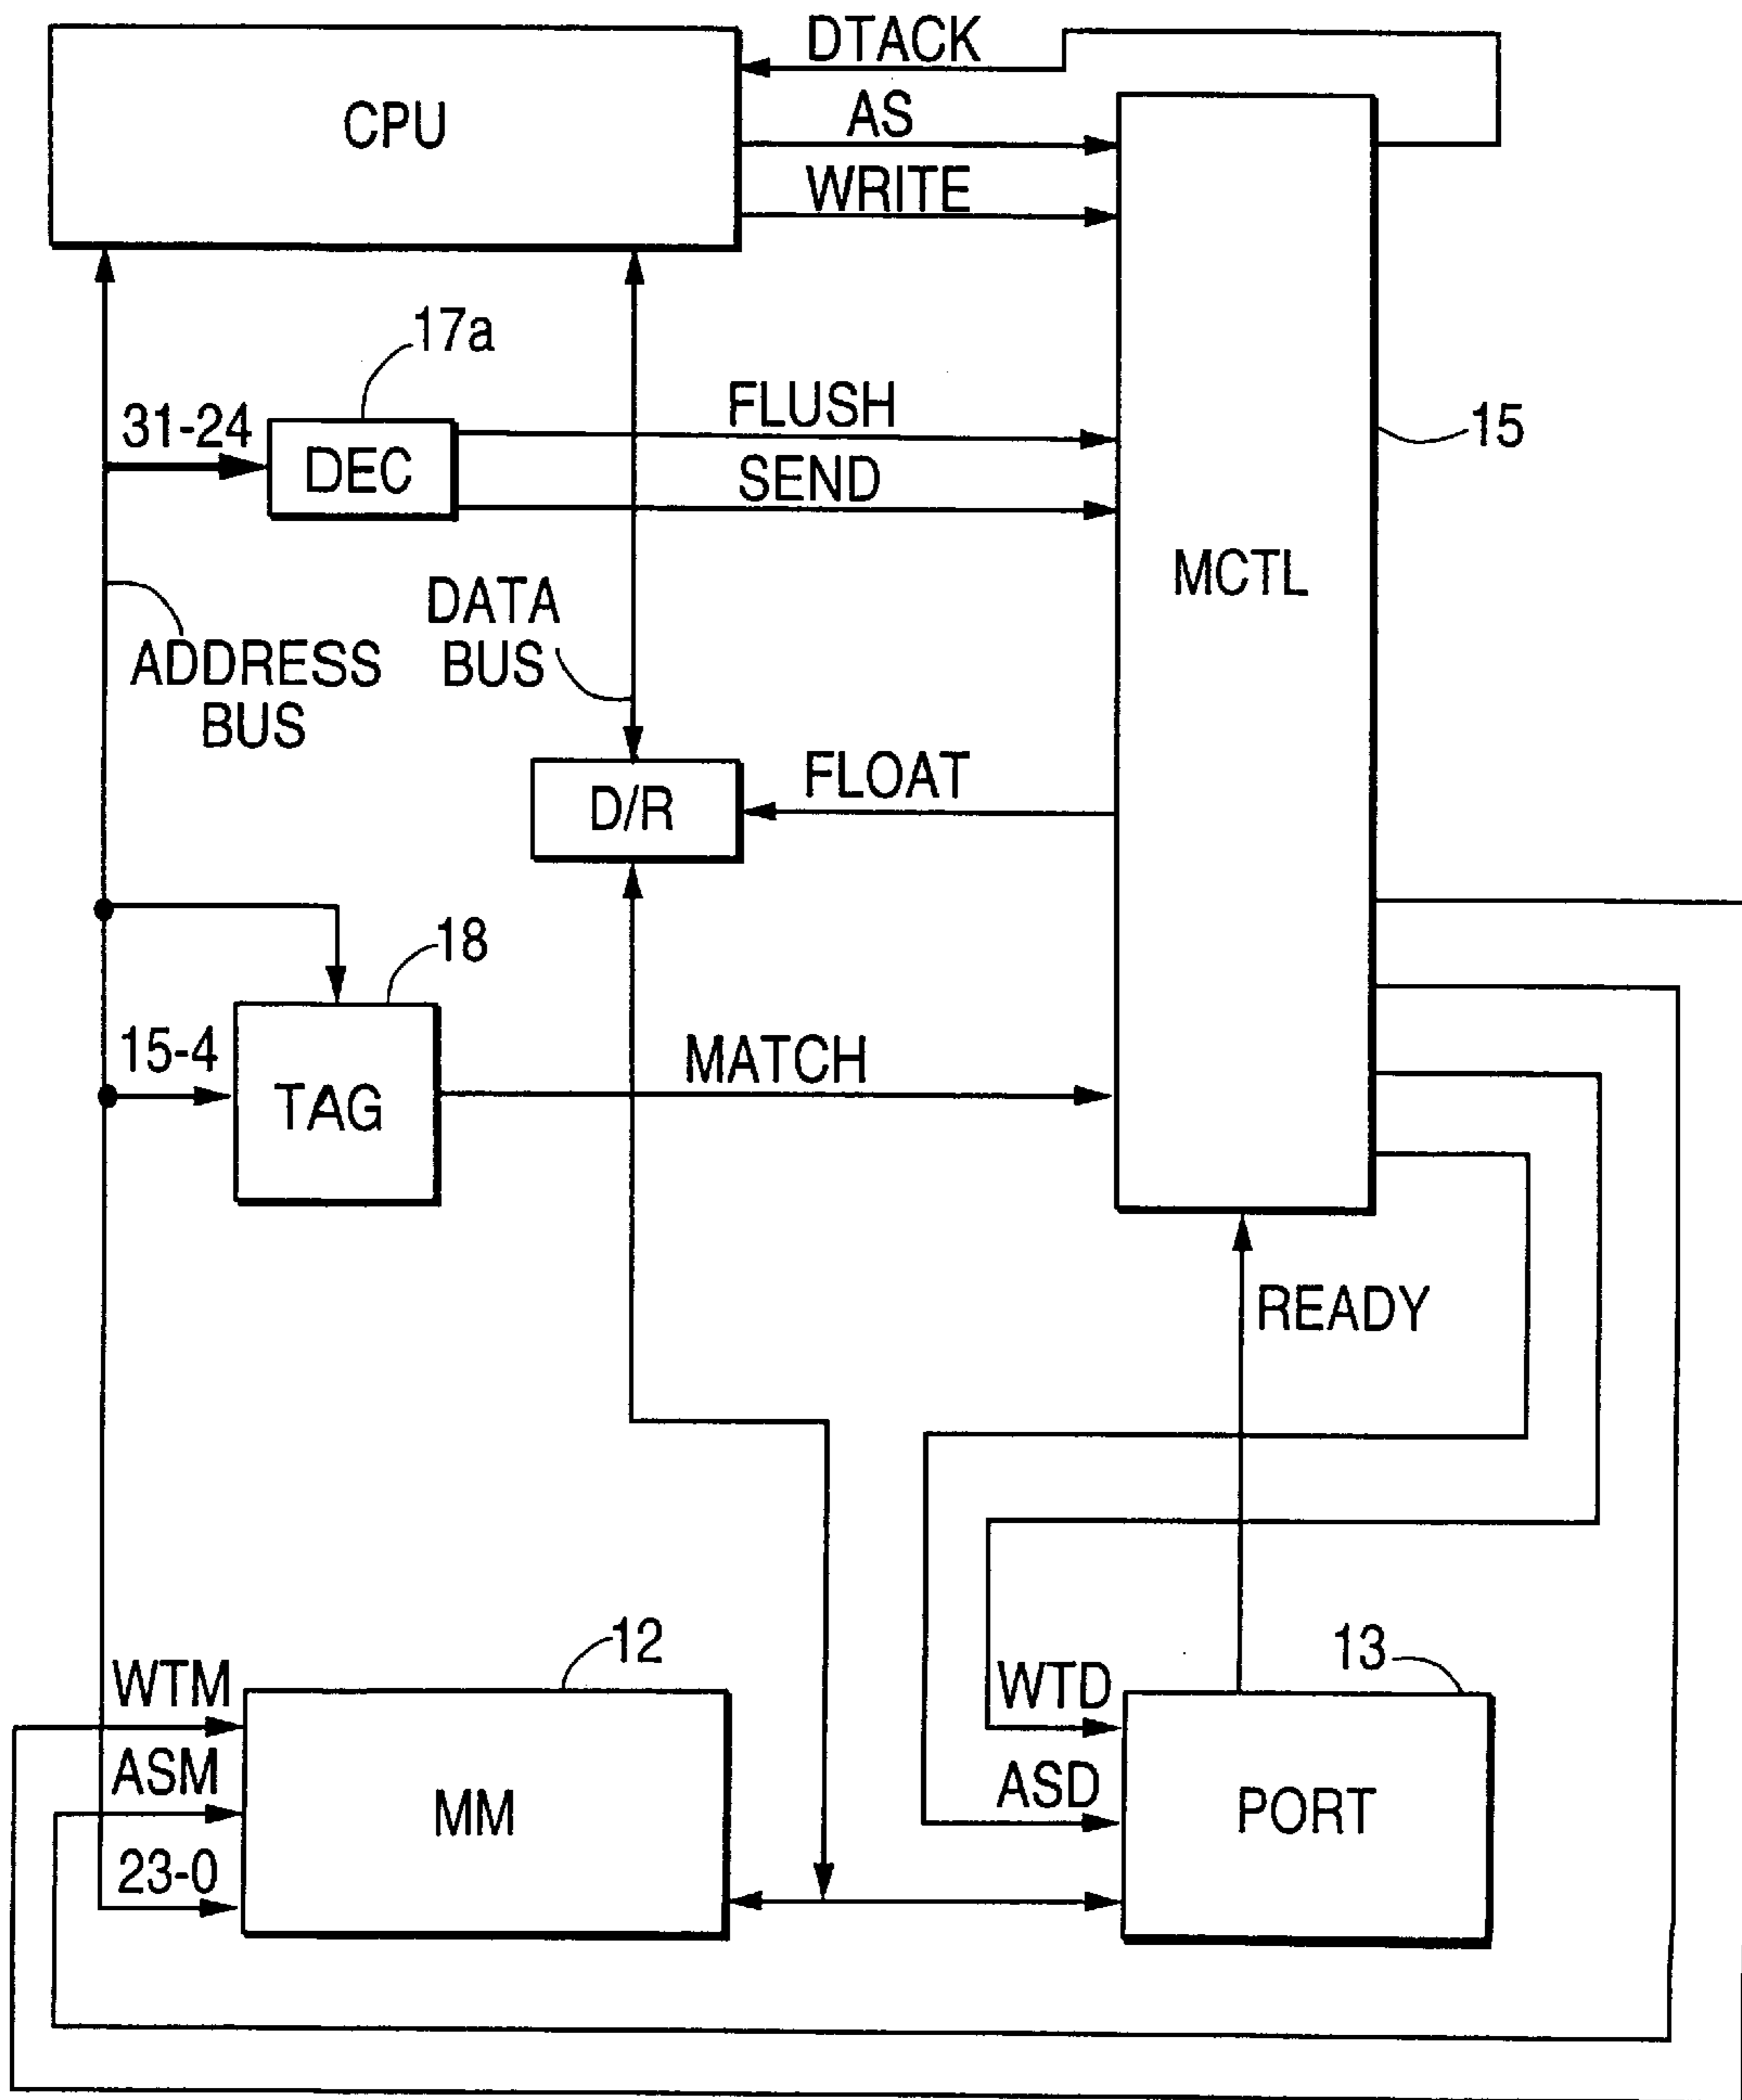 DTACK
CPU
AS
WRITE
17a
31-24
DEC
FLUSH
SEND
15
MCTL
DATA
BUS
ADDRESS
BUS
FLOAT
D/R
18
15-4
TAG
MATCH
READY
12
13
WTM
WTD
ASM
ASD
MM
PORT
23-0